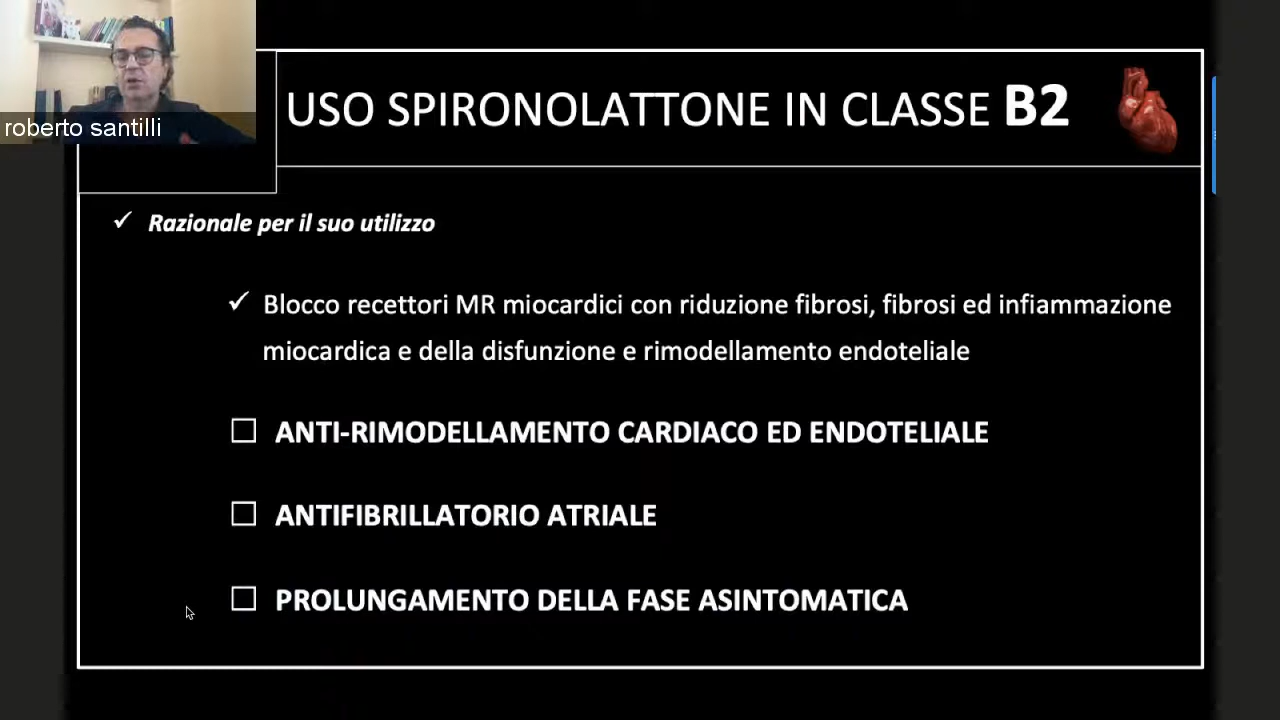 roberto santilli
USO SPIRONOLATTONE IN CLASSE B2
✓ Razionale per il suo utilizzo
✓ Blocco recettori MR miocardici con riduzione fibrosi, fibrosi ed infiammazione
miocardica e della disfunzione e rimodellamento endoteliale
☐ ANTI-RIMODELLAMENTO CARDIACO ED ENDOTELIALE
☐ ANTIFIBRILLATORIO ATRIALE
☐ PROLUNGAMENTO DELLA FASE ASINTOMATICA